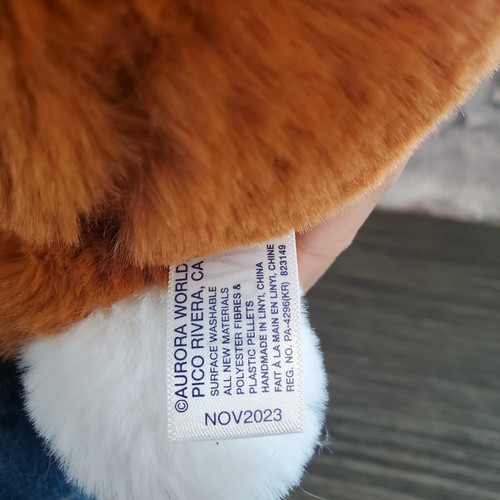 ©AURORA WORLD
PICO RIVERA, CA
SURFACE WASHABLE
ALL NEW MATERIALS
POLYESTER FIBRES &
PLASTIC PELLETS
HANDMADE IN LINYI, CHINA
FAIT À LA MAIN EN LINYI, CHINE
REG. NO. PA-4296(KR) 823149
NOV2023